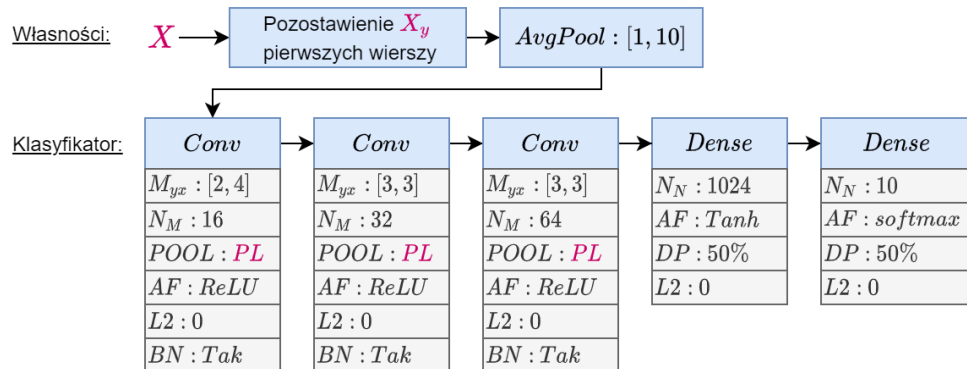 Własności:
X
Pozostawienie X_y
pierwszych wierszy
AvgPool : [1, 10]
Klasyfikator:
Conv
M_yx : [2, 4]
N_M : 16
POOL : PL
AF : ReLU
L2 : 0
BN : Tak
Conv
M_yx : [3, 3]
N_M : 32
POOL : PL
AF : ReLU
L2 : 0
BN : Tak
Conv
M_yx : [3, 3]
N_M : 64
POOL : PL
AF : ReLU
L2 : 0
BN : Tak
Dense
N_N : 1024
AF : Tanh
DP : 50%
L2 : 0
Dense
N_N : 10
AF : softmax
DP : 50%
L2 : 0